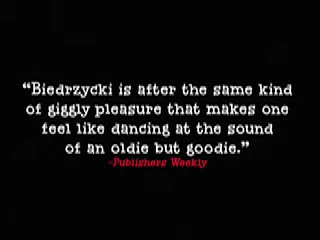 “Biedrzycki is after the same kind
of giggly pleasure that makes one
feel like dancing at the sound
of an oldie but goodie.”
-Publishers Weekly